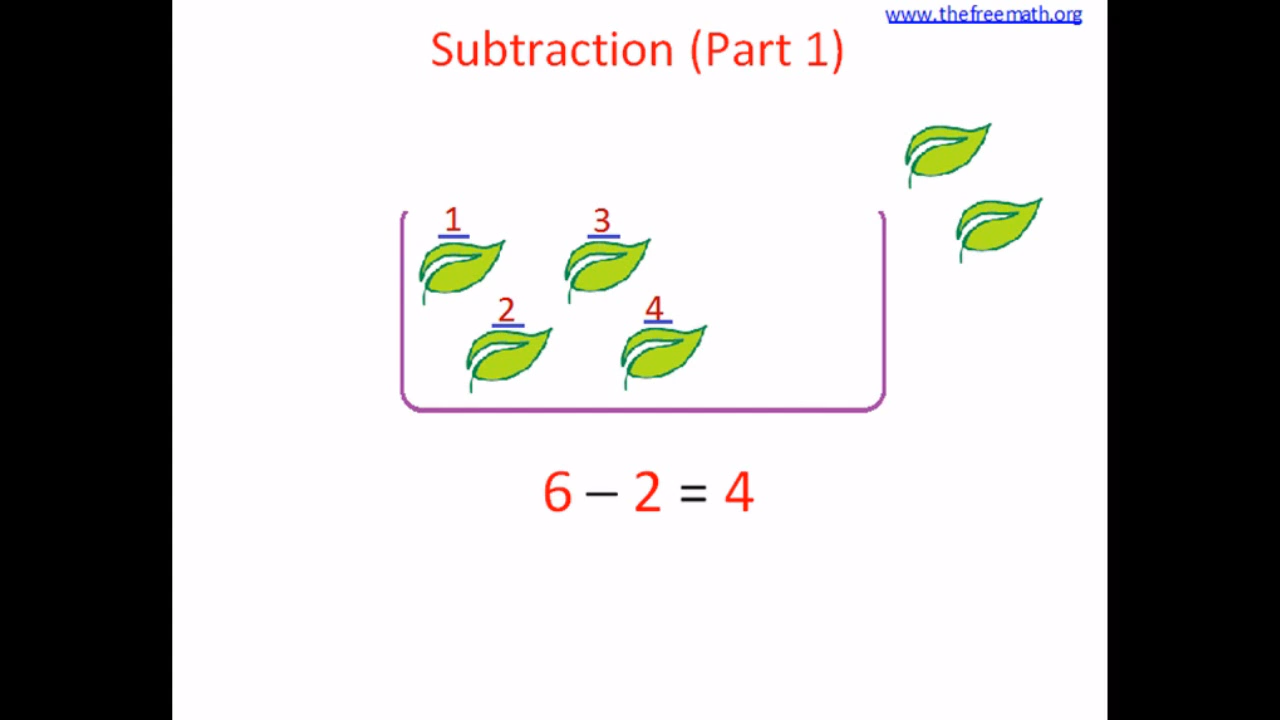 www.thefreemath.org
Subtraction (Part 1)
1 3
2 4
6 – 2 = 4